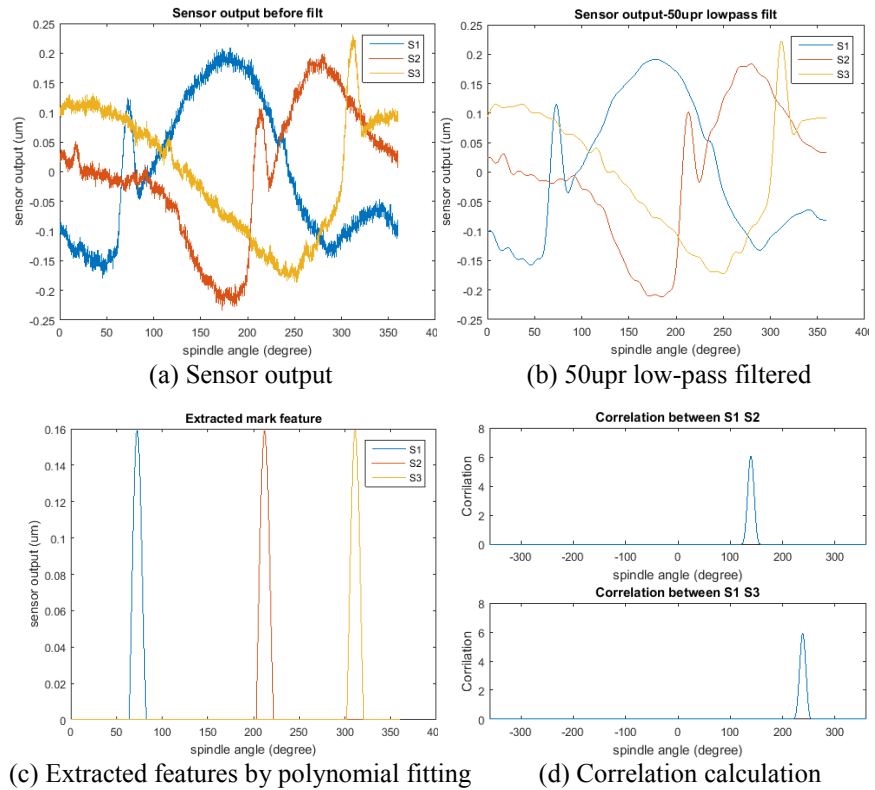 Sensor output before filt
sensor output (um)
0.25
0.2
0.15
0.1
0.05
0
-0.05
-0.1
-0.15
-0.2
-0.25
S1
S2
S3
0 50 100 150 200 250 300 350 400
spindle angle (degree)
(a) Sensor output
Sensor output-50upr lowpass filt
sensor output (um)
0.25
0.2
0.15
0.1
0.05
0
-0.05
-0.1
-0.15
-0.2
-0.25
S1
S2
S3
0 50 100 150 200 250 300 350 400
spindle angle (degree)
(b) 50upr low-pass filtered
Extracted mark feature
sensor output (um)
0.16
0.14
0.12
0.1
0.08
0.06
0.04
0.02
0
S1
S2
S3
0 50 100 150 200 250 300 350 400
spindle angle (degree)
(c) Extracted features by polynomial fitting
Correlation between S1 S2
Corrilation
8
6
4
2
0
-300 -200 -100 0 100 200 300
spindle angle (degree)
Correlation between S1 S3
Corrilation
8
6
4
2
0
-300 -200 -100 0 100 200 300
spindle angle (degree)
(d) Correlation calculation